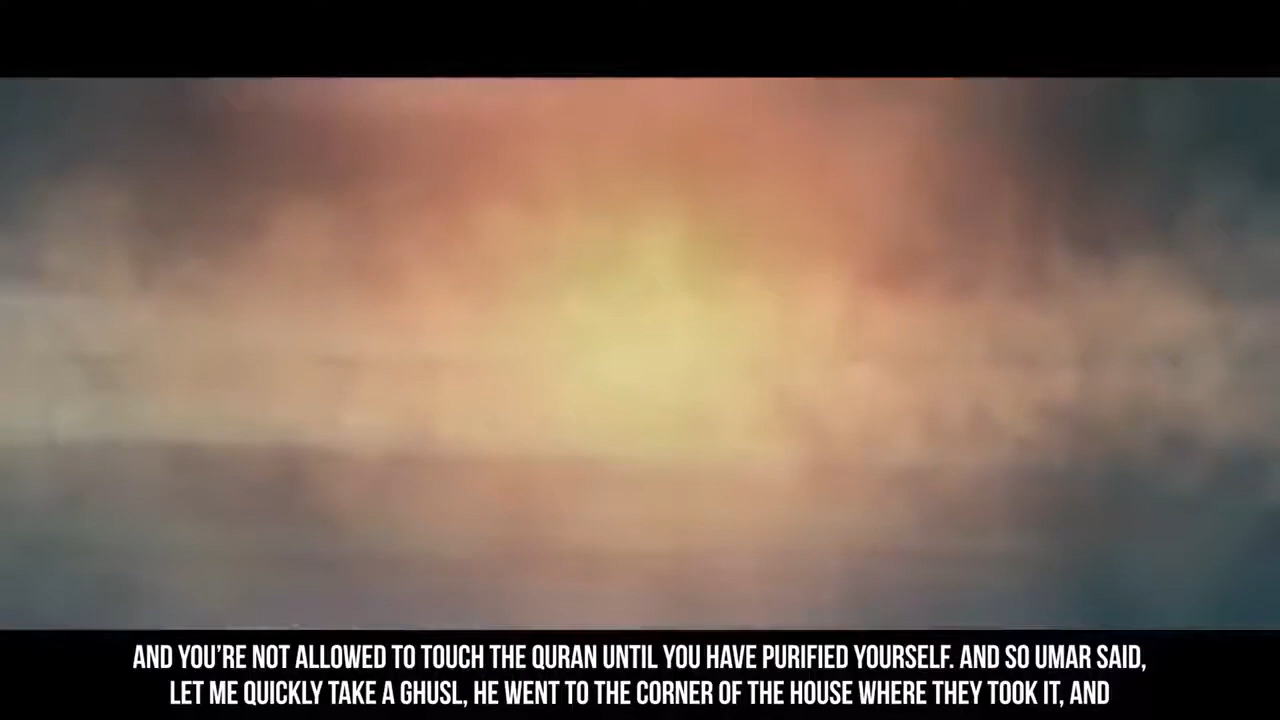 AND YOU'RE NOT ALLOWED TO TOUCH THE QURAN UNTIL YOU HAVE PURIFIED YOURSELF. AND SO UMAR SAID,
LET ME QUICKLY TAKE A GHUSL, HE WENT TO THE CORNER OF THE HOUSE WHERE THEY TOOK IT, AND